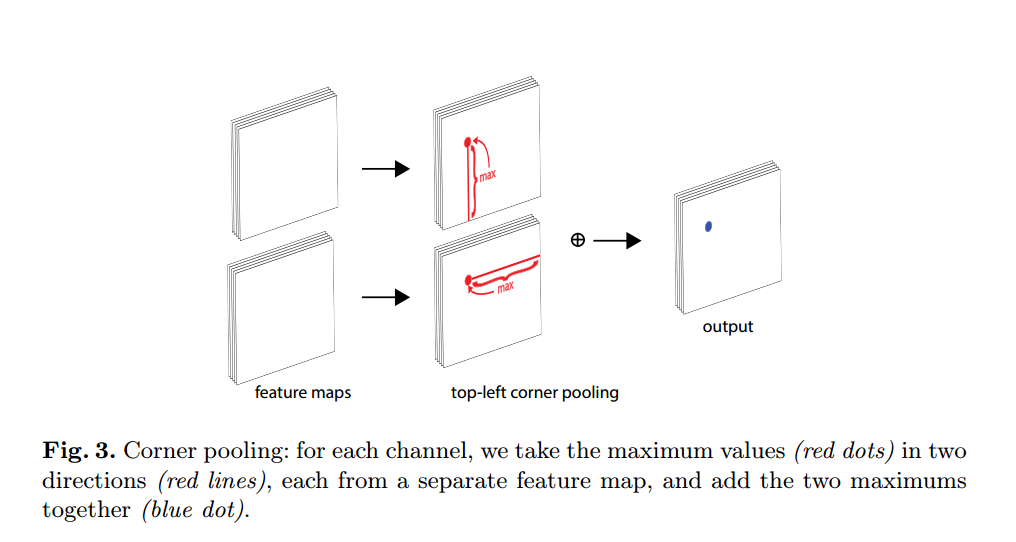 max
max
⊕
output
feature maps
top-left corner pooling
Fig. 3. Corner pooling: for each channel, we take the maximum values (red dots) in two
directions (red lines), each from a separate feature map, and add the two maximums
together (blue dot).